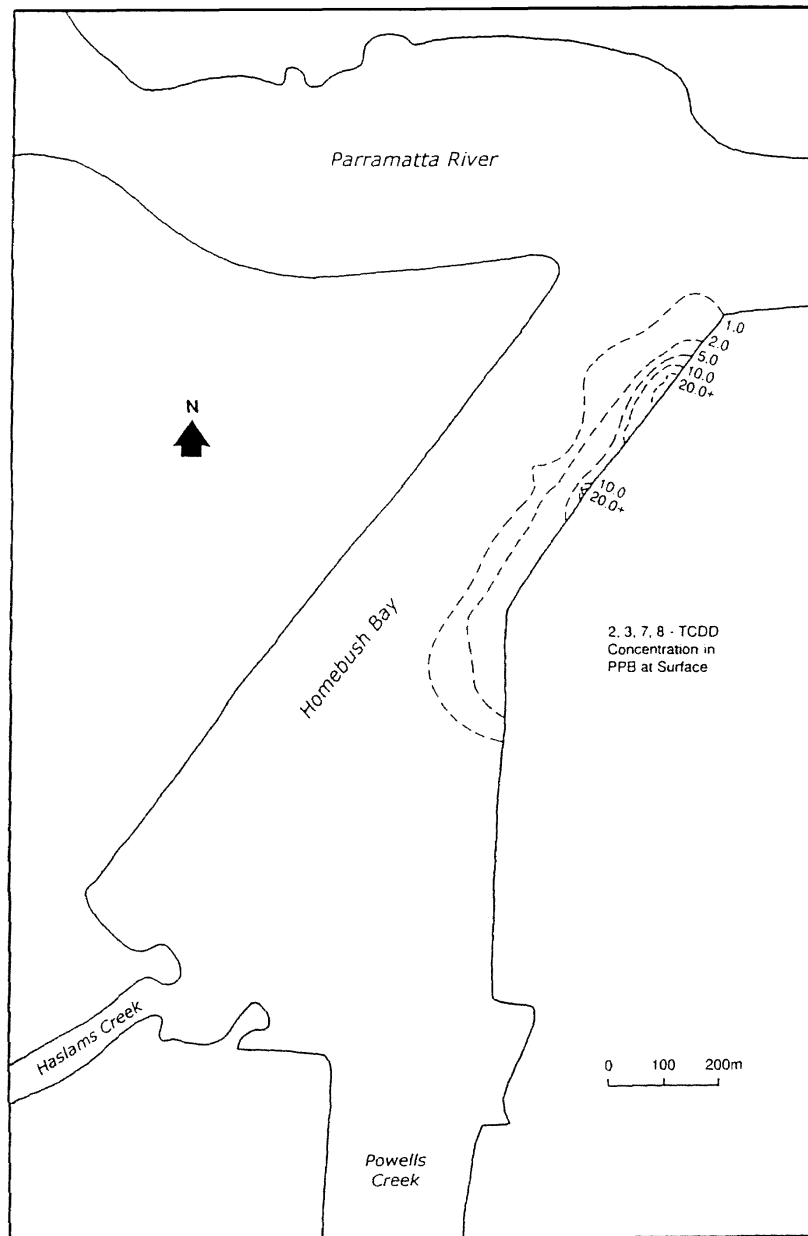 Parramatta River
1.0
2.0
5.0
10.0
20.0+
N
10.0
20.0+
Homebush Bay
2, 3, 7, 8 - TCDD
Concentration in
PPB at Surface
Haslams Creek
0 100 200m
Powells
Creek